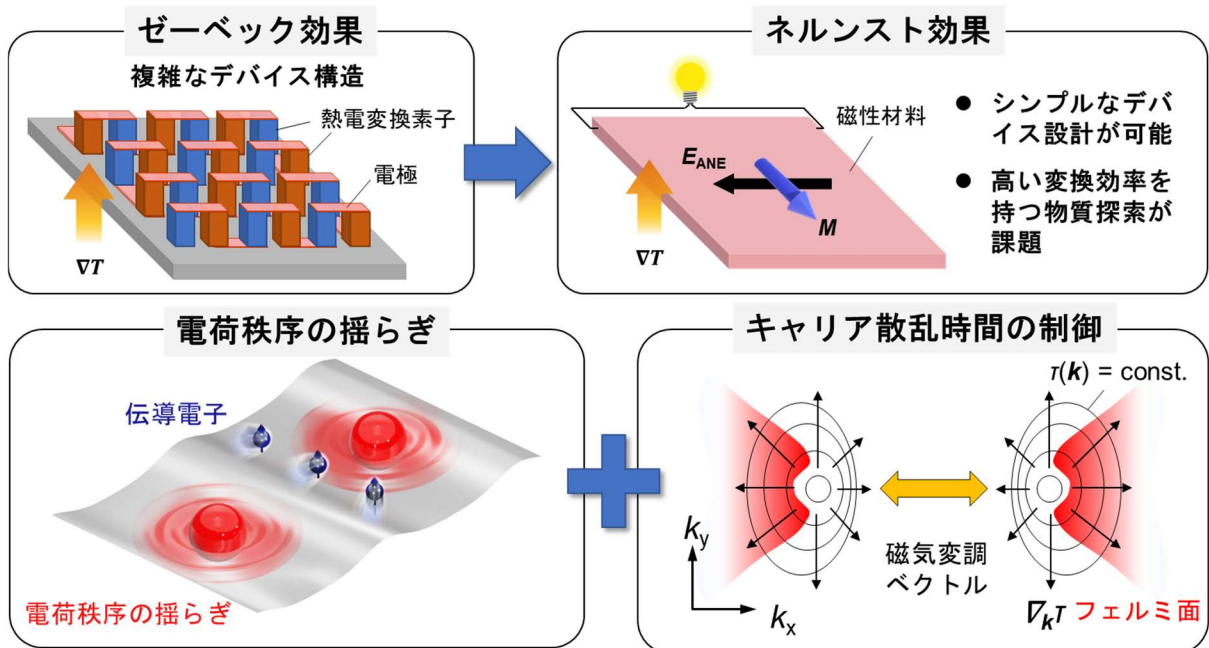 ゼーベック効果
複雑なデバイス構造
熱電変換素子
電極
∇T
ネルンスト効果
磁性材料
E_ANE
M
∇T
● シンプルなデバ
イス設計が可能
● 高い変換効率を
持つ物質探索が
課題
電荷秩序の揺らぎ
伝導電子
電荷秩序の揺らぎ
キャリア散乱時間の制御
τ(k) = const.
k_y
k_x
磁気変調
ベクトル
∇_kτ フェルミ面